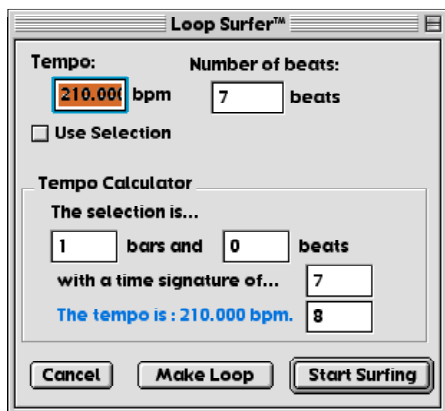 Loop Surfer™
Tempo: Number of beats:
210.000 bpm 7 beats
Use Selection
Tempo Calculator
The selection is...
1 bars and 0 beats
with a time signature of... 7
The tempo is : 210.000 bpm. 8
Cancel Make Loop Start Surfing